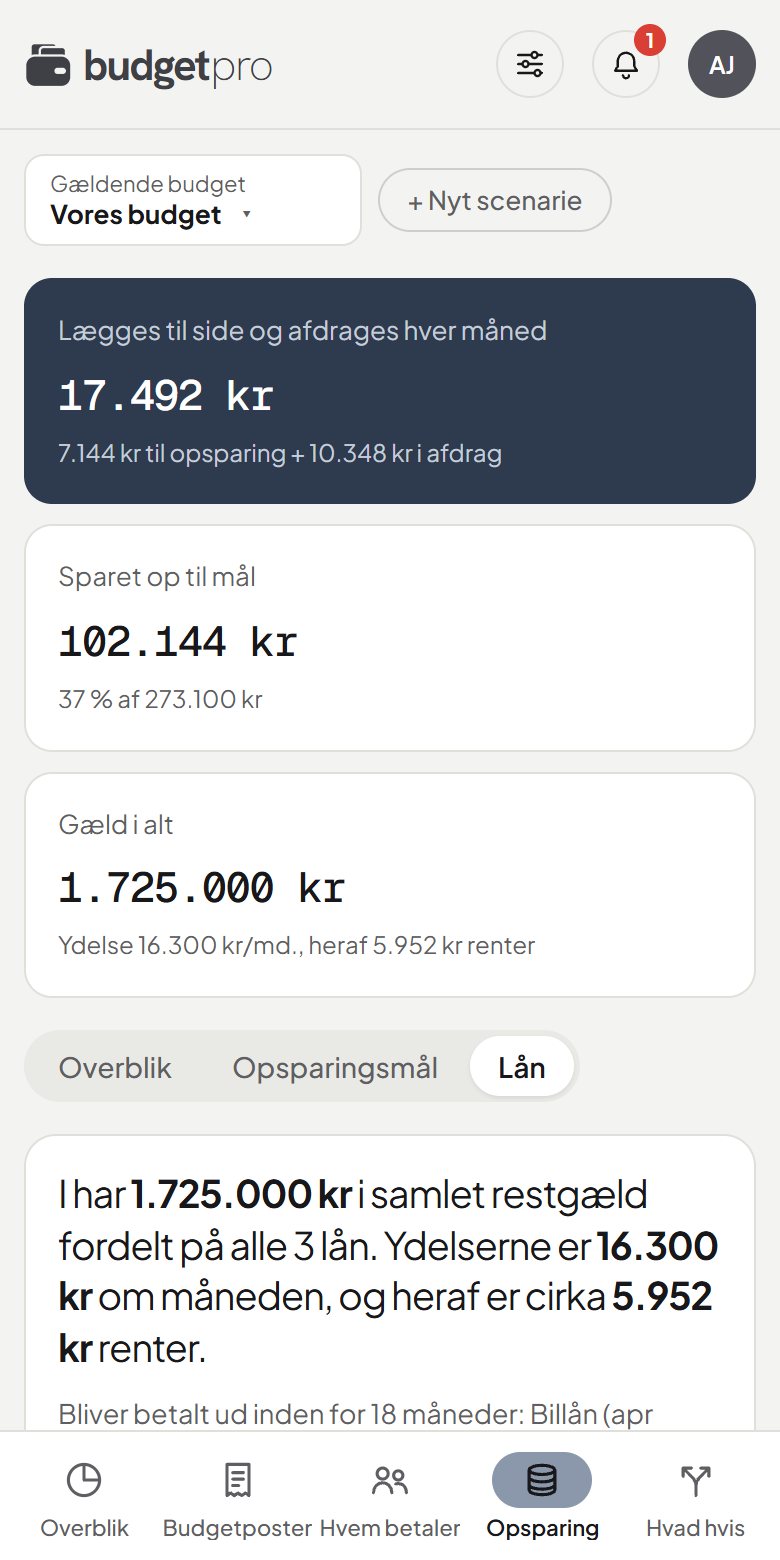 budgetpro
1
AJ
Gældende budget
Vores budget ▾
+ Nyt scenarie
Lægges til side og afdrages hver måned
17.492 kr
7.144 kr til opsparing + 10.348 kr i afdrag
Sparet op til mål
102.144 kr
37 % af 273.100 kr
Gæld i alt
1.725.000 kr
Ydelse 16.300 kr/md., heraf 5.952 kr renter
Overblik Opsparingsmål Lån
I har 1.725.000 kr i samlet restgæld
fordelt på alle 3 lån. Ydelserne er 16.300
kr om måneden, og heraf er cirka 5.952
kr renter.
Bliver betalt ud inden for 18 måneder: Billån (apr
Overblik Budgetposter Hvem betaler Opsparing Hvad hvis